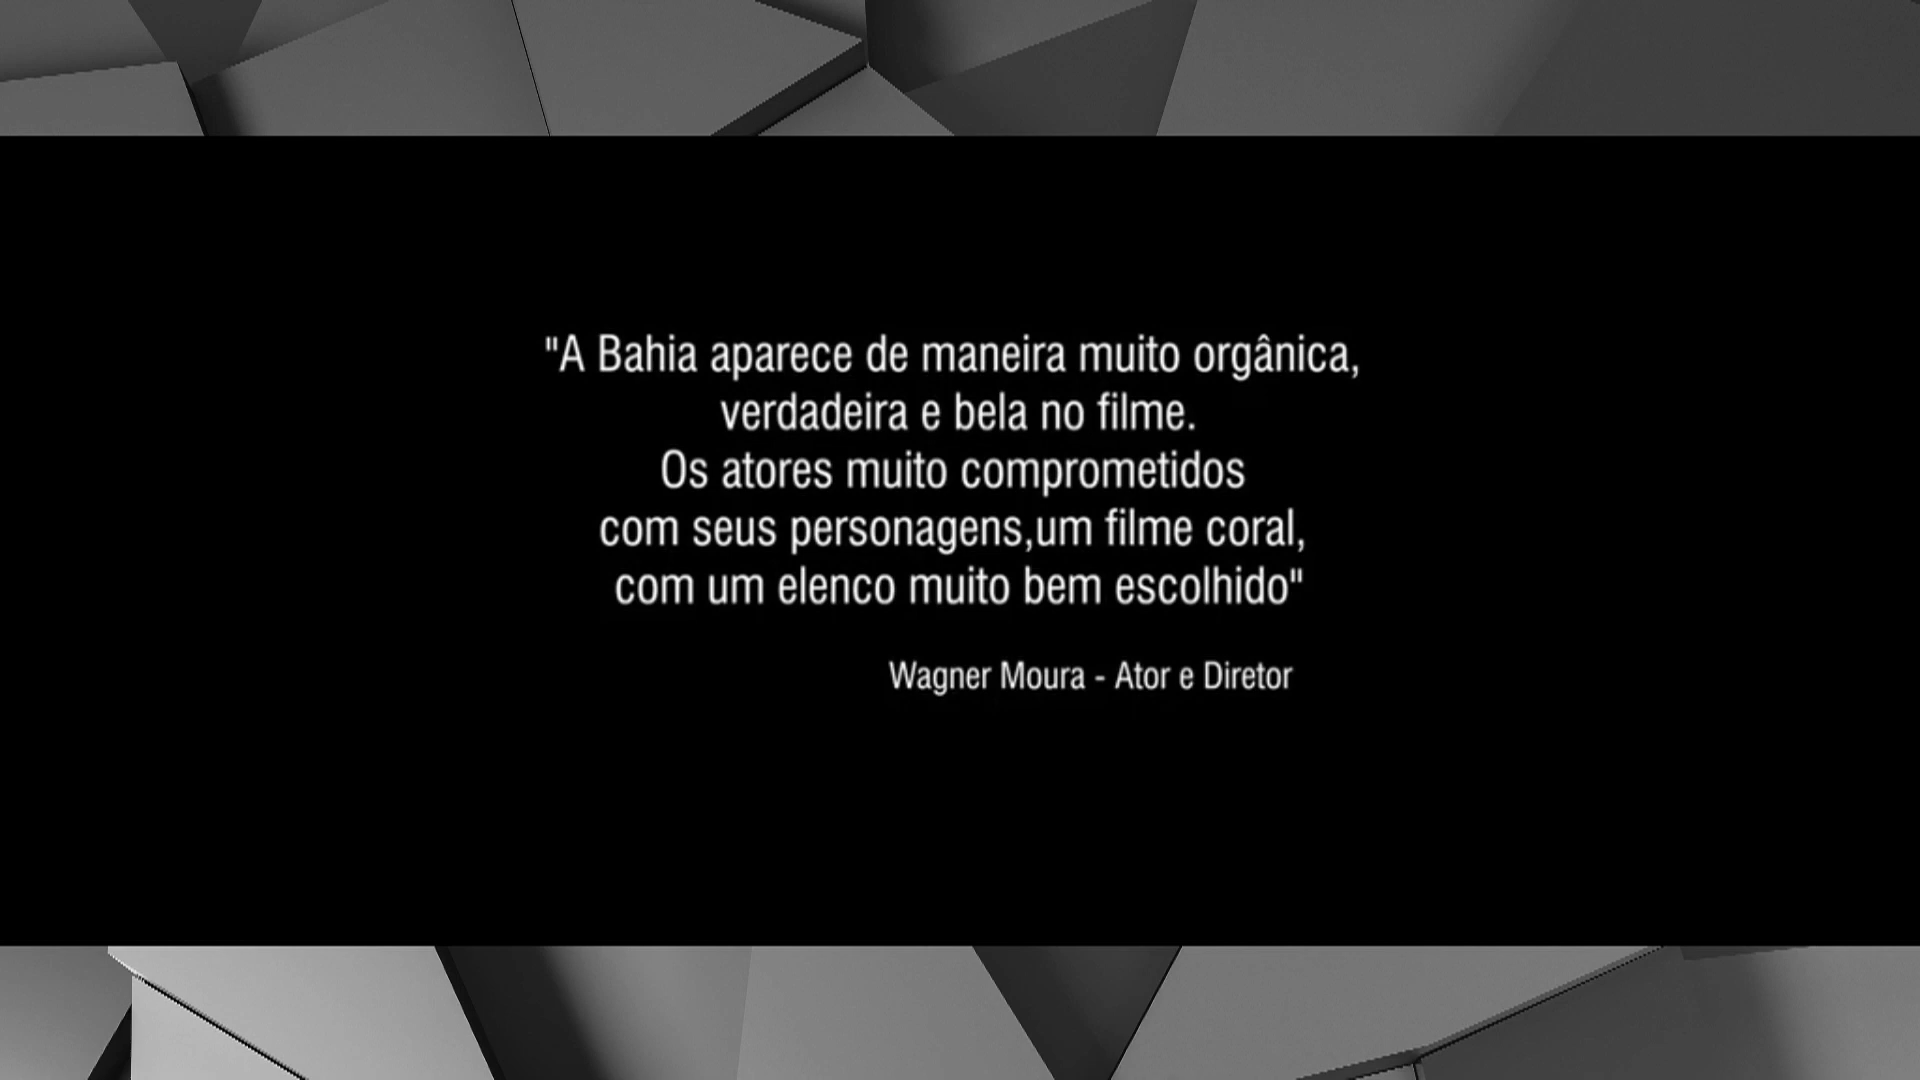 "A Bahia aparece de maneira muito orgânica,
verdadeira e bela no filme.
Os atores muito comprometidos
com seus personagens,um filme coral,
com um elenco muito bem escolhido"
Wagner Moura - Ator e Diretor